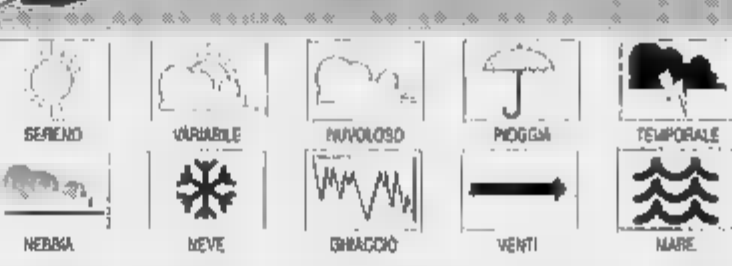 SERENO VARIABILE NUVOLOSO PIOGGIA TEMPORALE
NEBBIA NEVE GHIACCIO VENTI MARE